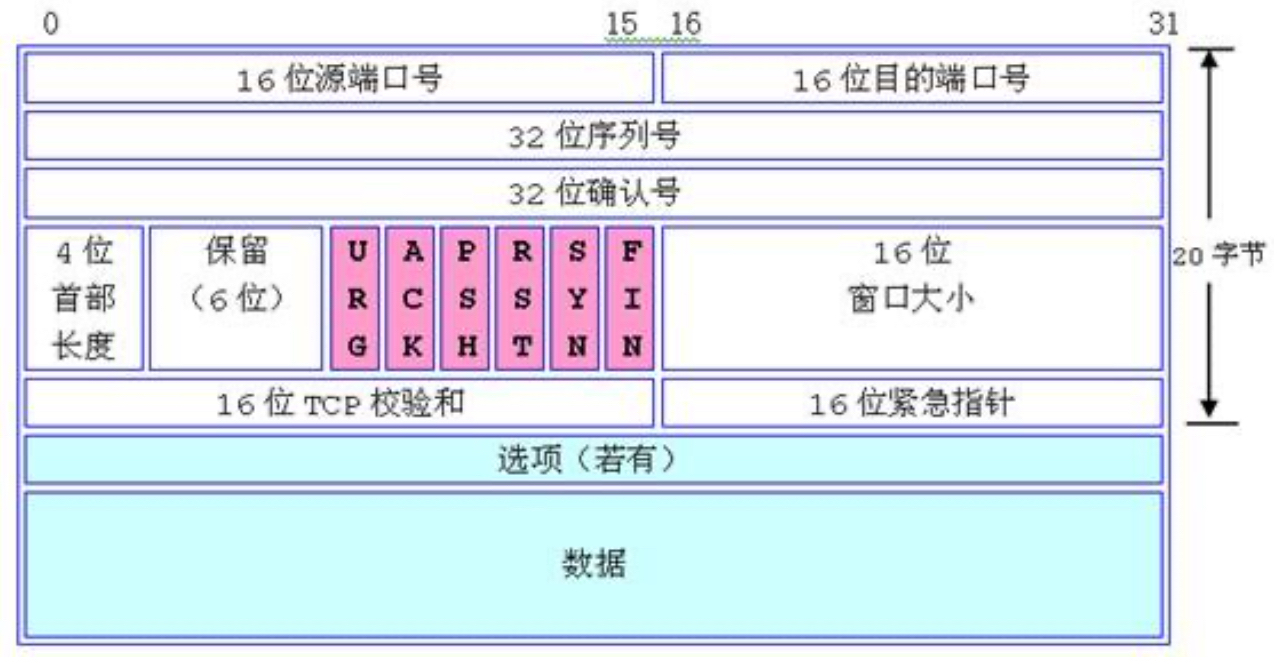 0 15 16 31
16 位源端口号 16 位目的端口号
32 位序列号
32 位确认号
4 位首部长度 保留（6 位） URG ACK PSH RST SYN FIN 16 位窗口大小
20 字节
16 位 TCP 校验和 16 位紧急指针
选项（若有）
数据